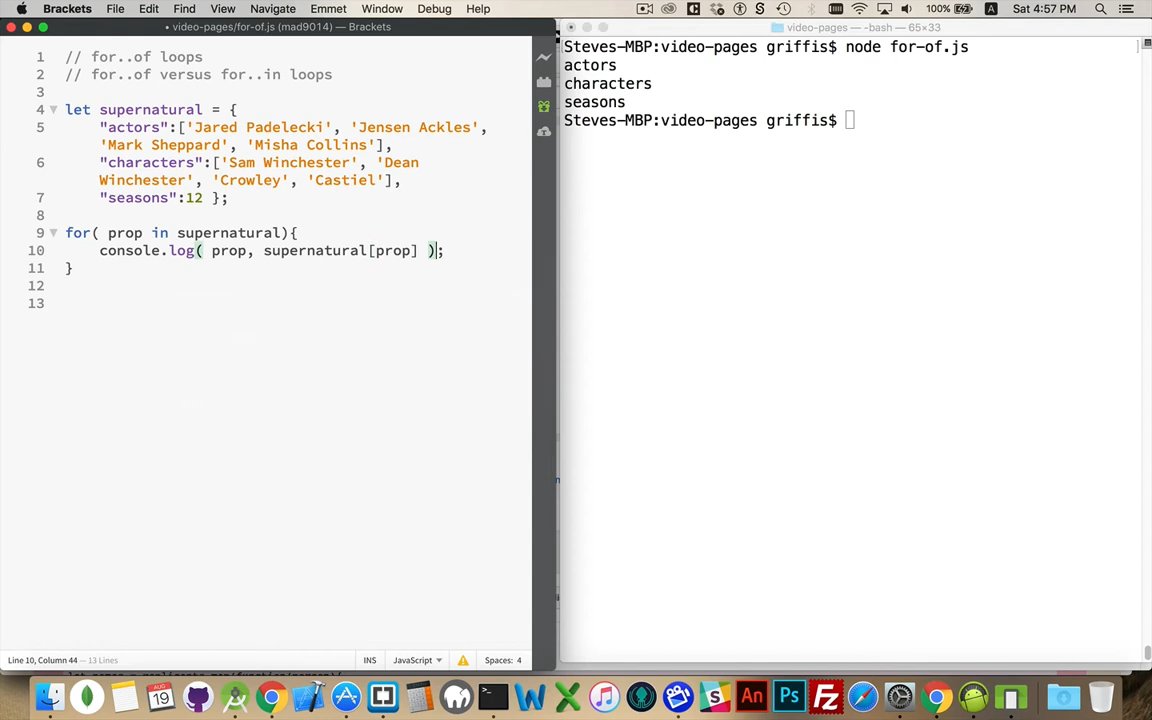 Brackets File Edit Find View Navigate Emmet Window Debug Help
100% Sat 4:57 PM
• video-pages/for-of.js (mad9014) — Brackets
1 // for..of loops
2 // for..of versus for..in loops
3
4 let supernatural = {
5 "actors":['Jared Padelecki', 'Jensen Ackles',
'Mark Sheppard', 'Misha Collins'],
6 "characters":['Sam Winchester', 'Dean
Winchester', 'Crowley', 'Castiel'],
7 "seasons":12 };
8
9 for( prop in supernatural){
10 console.log( prop, supernatural[prop] );
11 }
12
13
Line 10, Column 44 — 13 Lines
INS JavaScript Spaces: 4
video-pages — -bash — 65×33
Steves-MBP:video-pages griffis$ node for-of.js
actors
characters
seasons
Steves-MBP:video-pages griffis$
AUG
19
An Ps Fz